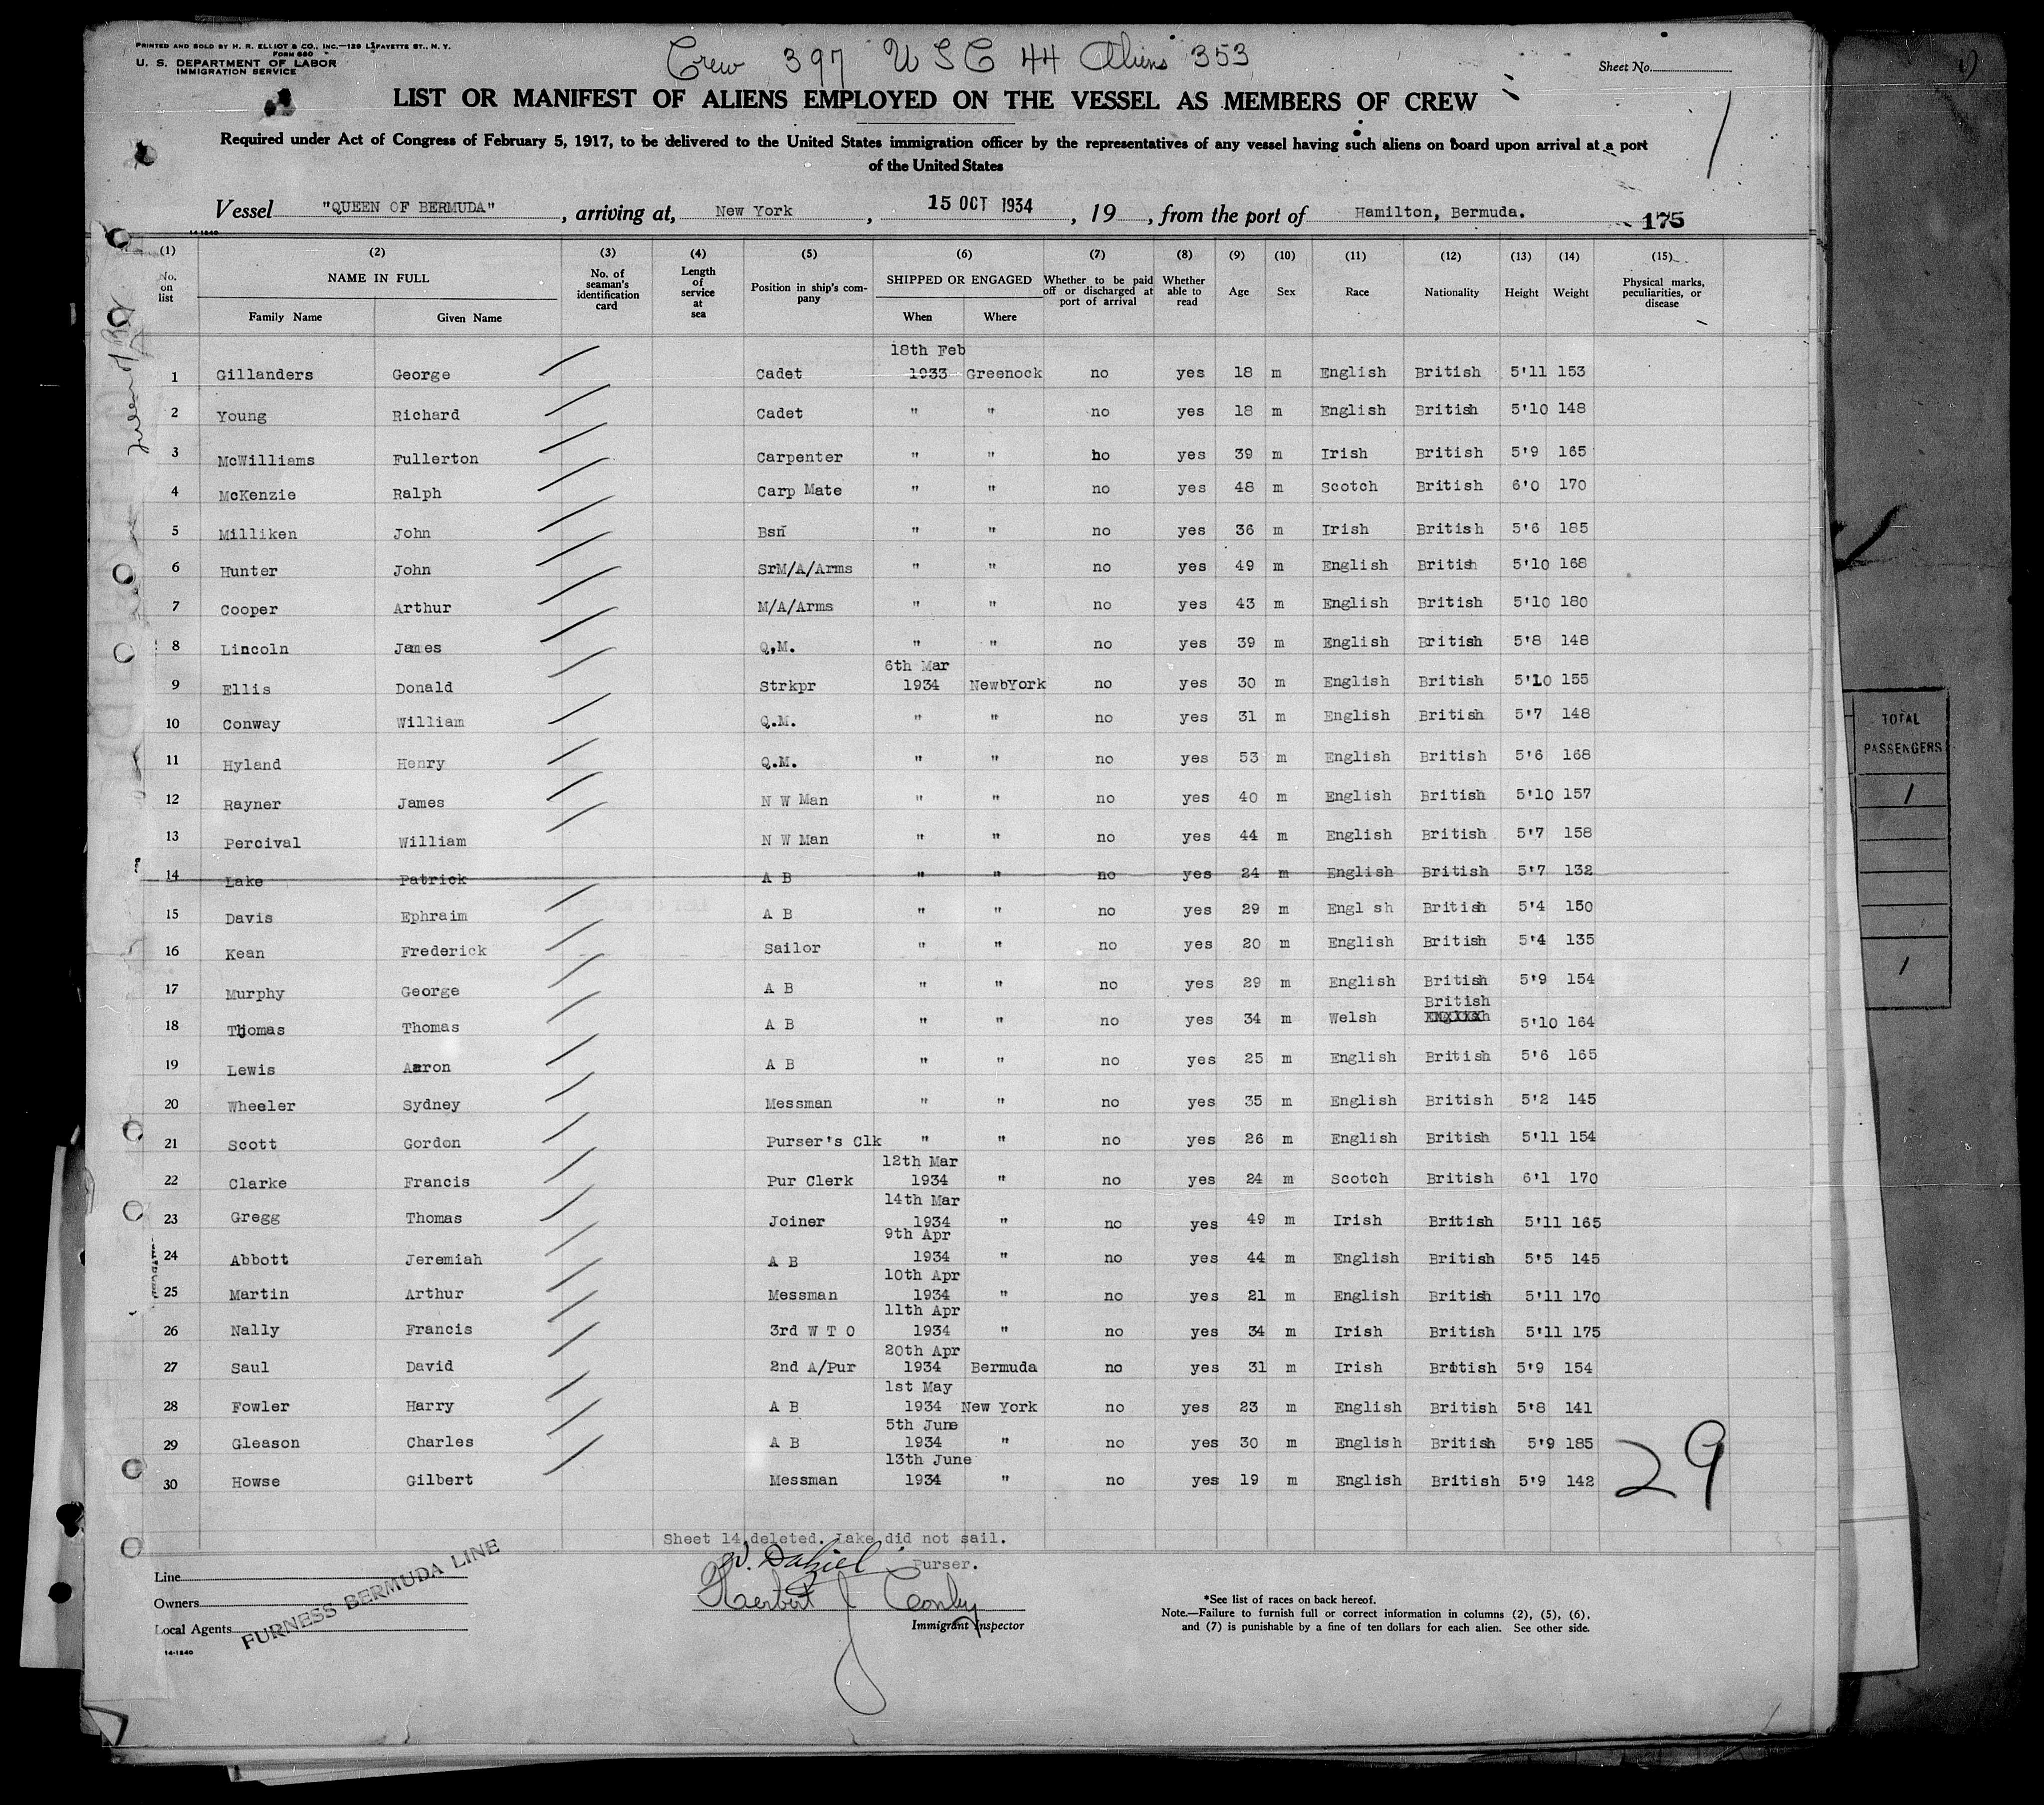 PRINTED AND SOLD BY H. R. ELLIOT & CO., INC.—129 LAFAYETTE ST., N. Y.
FORM 680
U. S. DEPARTMENT OF LABOR
IMMIGRATION SERVICE
Crew 397 USC 44 Aliens 353
Sheet No.
LIST OR MANIFEST OF ALIENS EMPLOYED ON THE VESSEL AS MEMBERS OF CREW
Required under Act of Congress of February 5, 1917, to be delivered to the United States immigration officer by the representatives of any vessel having such aliens on board upon arrival at a port
of the United States
1
Vessel "QUEEN OF BERMUDA", arriving at, New York, 15 OCT 1934, 19 , from the port of Hamilton, Bermuda.
175
14-1240
(1) (2) (3) (4) (5) (6) (7) (8) (9) (10) (11) (12) (13) (14) (15)
No. on list NAME IN FULL Family Name Given Name No. of seaman's identification card Length of service at sea Position in ship's company SHIPPED OR ENGAGED When Where Whether to be paid off or discharged at port of arrival Whether able to read Age Sex Race Nationality Height Weight Physical marks, peculiarities, or disease
18th Feb
1 Gillanders George Cadet 1933 Greenock no yes 18 m English British 5'11 153
2 Young Richard Cadet " " no yes 18 m English British 5'10 148
3 McWilliams Fullerton Carpenter " " no yes 39 m Irish British 5'9 165
4 McKenzie Ralph Carp Mate " " no yes 48 m Scotch British 6'0 170
5 Milliken John Bsn " " no yes 36 m Irish British 5'6 185
6 Hunter John SrM/A/Arms " " no yes 49 m English British 5'10 168
7 Cooper Arthur M/A/Arms " " no yes 43 m English British 5'10 180
8 Lincoln James Q.M. " " no yes 39 m English British 5'8 148
6th Mar
9 Ellis Donald Strkpr 1934 NewbYork no yes 30 m English British 5'10 155
10 Conway William Q.M. " " no yes 31 m English British 5'7 148
11 Hyland Henry Q.M. " " no yes 53 m English British 5'6 168
12 Rayner James N W Man " " no yes 40 m English British 5'10 157
13 Percival William N W Man " " no yes 44 m English British 5'7 158
14 Lake Patrick A B " " no yes 24 m English British 5'7 132
15 Davis Ephraim A B " " no yes 29 m Engl sh British 5'4 150
16 Kean Frederick Sailor " " no yes 20 m English British 5'4 135
17 Murphy George A B " " no yes 29 m English British 5'9 154
British
18 Thomas Thomas A B " " no yes 34 m Welsh 5'10 164
19 Lewis Aaron A B " " no yes 25 m English British 5'6 165
20 Wheeler Sydney Messman " " no yes 35 m English British 5'2 145
21 Scott Gordon Purser's Clk " " no yes 26 m English British 5'11 154
12th Mar
22 Clarke Francis Pur Clerk 1934 " no yes 24 m Scotch British 6'1 170
14th Mar
23 Gregg Thomas Joiner 1934 " no yes 49 m Irish British 5'11 165
9th Apr
24 Abbott Jeremiah A B 1934 " no yes 44 m English British 5'5 145
10th Apr
25 Martin Arthur Messman 1934 " no yes 21 m English British 5'11 170
11th Apr
26 Nally Francis 3rd W T O 1934 " no yes 34 m Irish British 5'11 175
20th Apr
27 Saul David 2nd A/Pur 1934 Bermuda no yes 31 m Irish British 5'9 154
1st May
28 Fowler Harry A B 1934 New York no yes 23 m English British 5'8 141
5th June
29 Gleason Charles A B 1934 " no yes 30 m English British 5'9 185
13th June
30 Howse Gilbert Messman 1934 " no yes 19 m English British 5'9 142
29
Sheet 14 deleted. Lake did not sail.
Purser.
Line
Owners
Local Agents
FURNESS BERMUDA LINE
14-1240
Herbert J Conby
Immigrant Inspector
*See list of races on back hereof.
Note.—Failure to furnish full or correct information in columns (2), (5), (6),
and (7) is punishable by a fine of ten dollars for each alien. See other side.
TOTAL
PASSENGERS
1
1